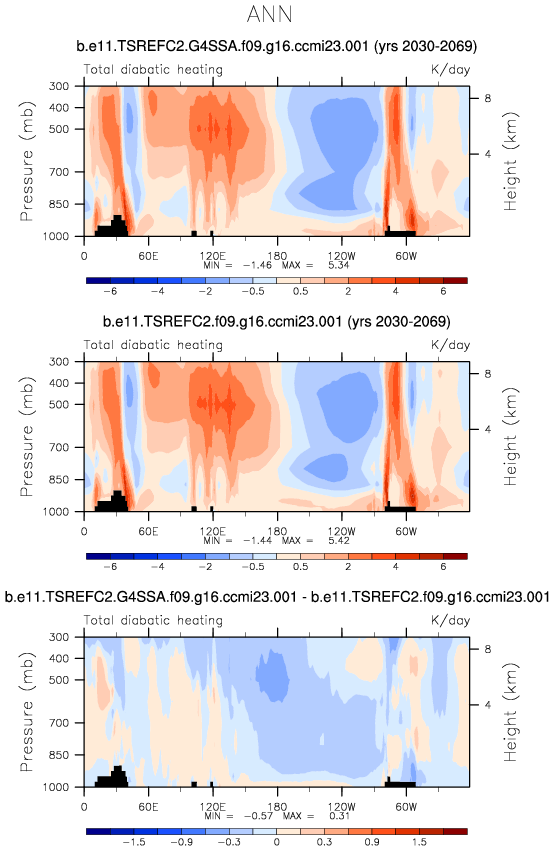 ANN
b.e11.TSREFC2.G4SSA.f09.g16.ccmi23.001 (yrs 2030-2069)
Total diabatic heating K/day
Pressure (mb)
300
400
500
700
850
1000
Height (km)
8
4
0 60E 120E 180 120W 60W
MIN = -1.46 MAX = 5.34
-6 -4 -2 -0.5 0.5 2 4 6
b.e11.TSREFC2.f09.g16.ccmi23.001 (yrs 2030-2069)
Total diabatic heating K/day
Pressure (mb)
300
400
500
700
850
1000
Height (km)
8
4
0 60E 120E 180 120W 60W
MIN = -1.44 MAX = 5.42
-6 -4 -2 -0.5 0.5 2 4 6
b.e11.TSREFC2.G4SSA.f09.g16.ccmi23.001 - b.e11.TSREFC2.f09.g16.ccmi23.001
Total diabatic heating K/day
Pressure (mb)
300
400
500
700
850
1000
Height (km)
8
4
0 60E 120E 180 120W 60W
MIN = -0.57 MAX = 0.31
-1.5 -0.9 -0.3 0 0.3 0.9 1.5